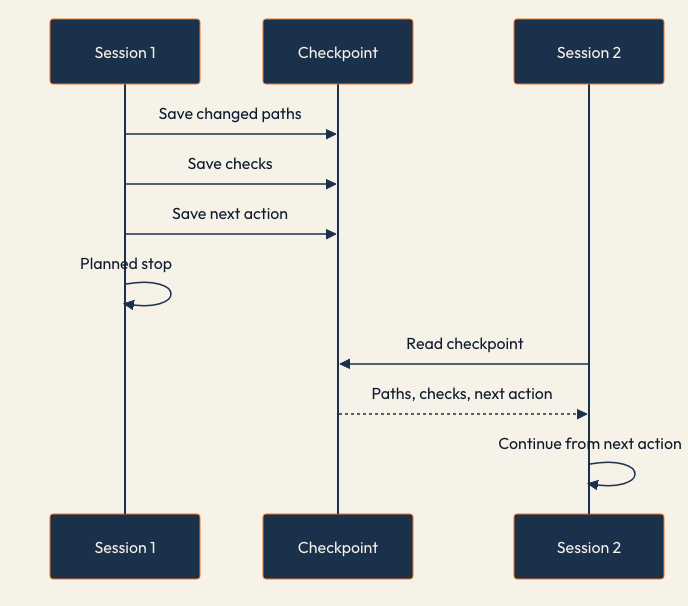 Session 1
Checkpoint
Session 2
Save changed paths
Save checks
Save next action
Planned stop
Read checkpoint
Paths, checks, next action
Continue from next action
Session 1
Checkpoint
Session 2